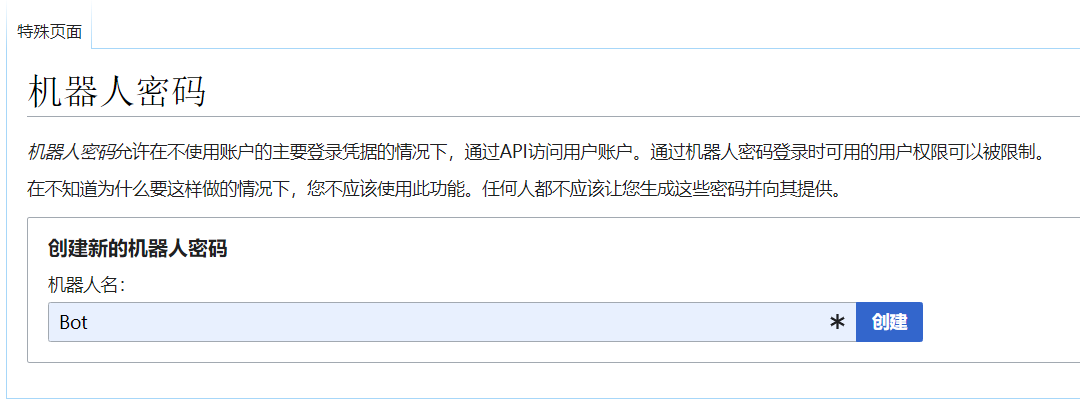 特殊页面
机器人密码
机器人密码允许在不使用账户的主要登录凭据的情况下，通过API访问用户账户。通过机器人密码登录时可用的用户权限可以被限制。
在不知道为什么要这样做的情况下，您不应该使用此功能。任何人都不应该让您生成这些密码并向其提供。
创建新的机器人密码
机器人名：
Bot * 创建